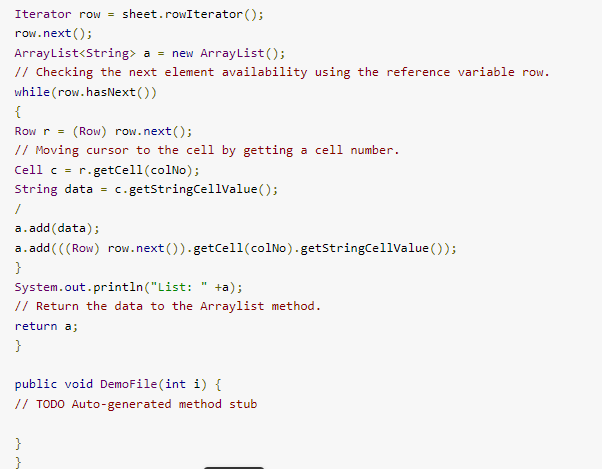 Iterator row = sheet.rowIterator();
row.next();
ArrayList<String> a = new ArrayList();
// Checking the next element availability using the reference variable row.
while(row.hasNext())
{
Row r = (Row) row.next();
// Moving cursor to the cell by getting a cell number.
Cell c = r.getCell(colNo);
String data = c.getStringCellValue();
/
a.add(data);
a.add(((Row) row.next()).getCell(colNo).getStringCellValue());
}
System.out.println("List: " +a);
// Return the data to the Arraylist method.
return a;
}
public void DemoFile(int i) {
// TODO Auto-generated method stub
}
}